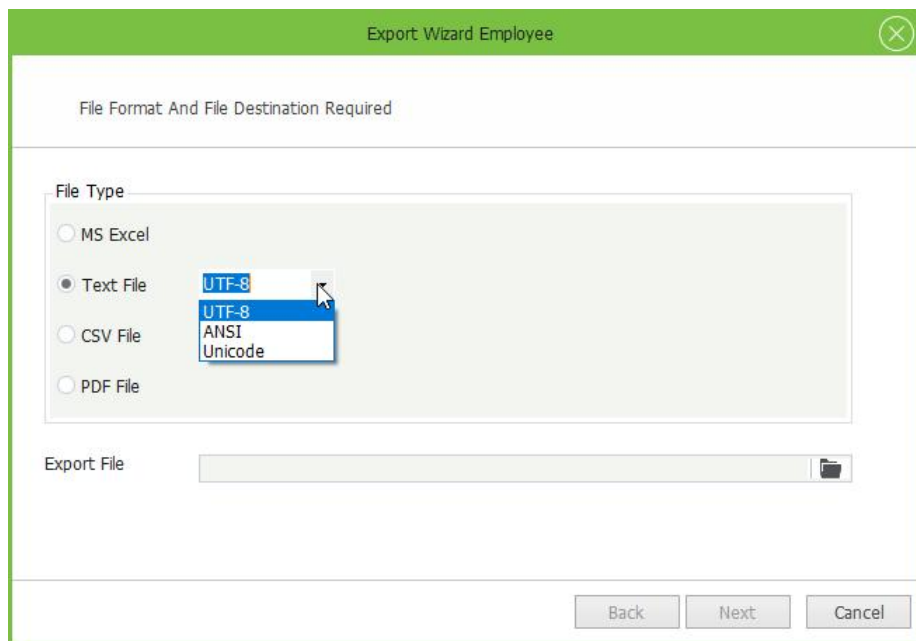 Export Wizard Employee
File Format And File Destination Required
File Type
MS Excel
Text File
UTF-8
UTF-8
ANSI
Unicode
CSV File
PDF File
Export File
Back
Next
Cancel